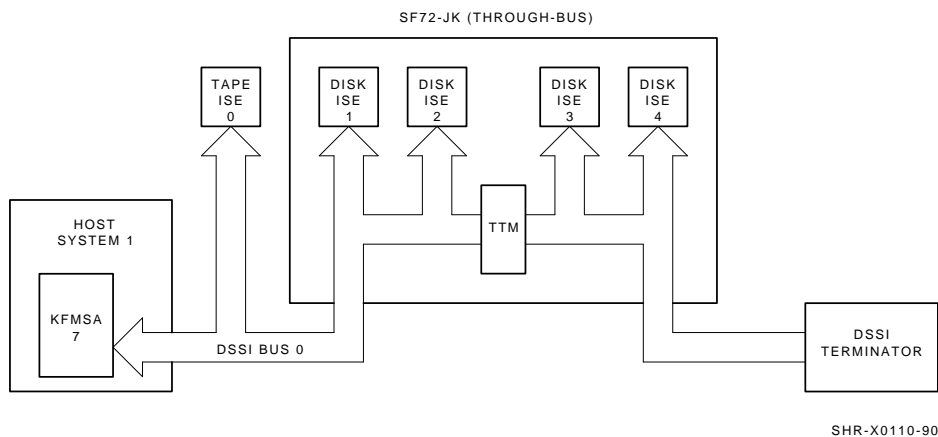 SF72-JK (THROUGH-BUS)
TAPE
ISE
0
DISK
ISE
1
DISK
ISE
2
DISK
ISE
3
DISK
ISE
4
HOST
SYSTEM 1
TTM
KFMSA
7
DSSI BUS 0
DSSI
TERMINATOR
SHR-X0110-90